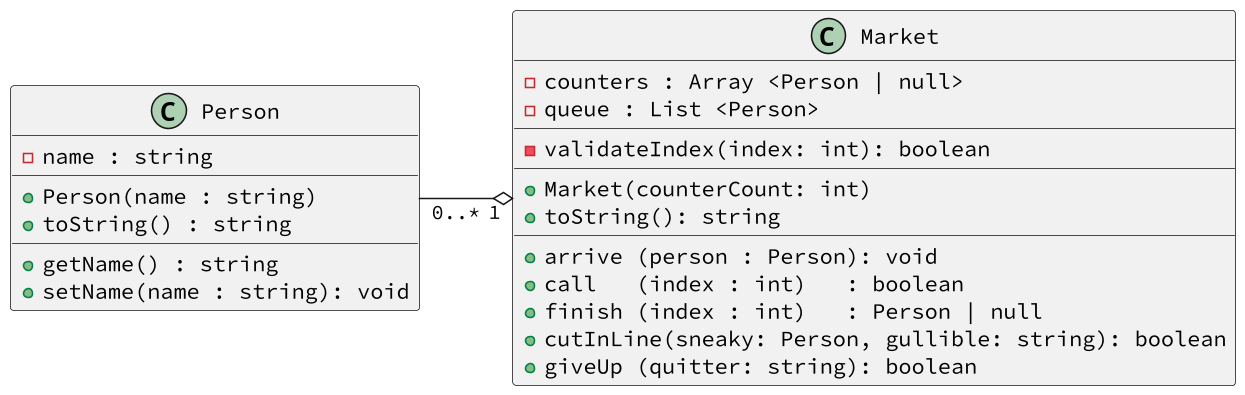 C Person
name : string
Person(name : string)
toString() : string
getName() : string
setName(name : string): void
0..* 1
C Market
counters : Array <Person | null>
queue : List <Person>
validateIndex(index: int): boolean
Market(counterCount: int)
toString(): string
arrive (person : Person): void
call   (index : int)   : boolean
finish (index : int)   : Person | null
cutInLine(sneaky: Person, gullible: string): boolean
giveUp (quitter: string): boolean